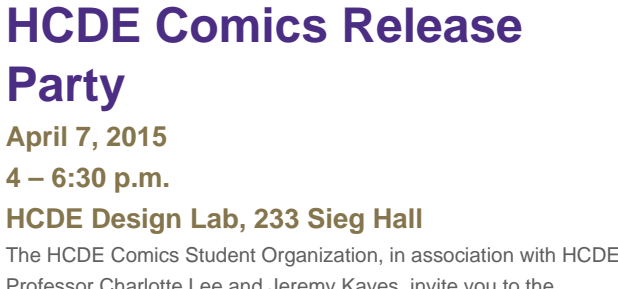 HCDE Comics Release
Party
April 7, 2015
4 – 6:30 p.m.
HCDE Design Lab, 233 Sieg Hall
The HCDE Comics Student Organization, in association with HCDE
Professor Charlotte Lee and Jeremy Kayes, invite you to the